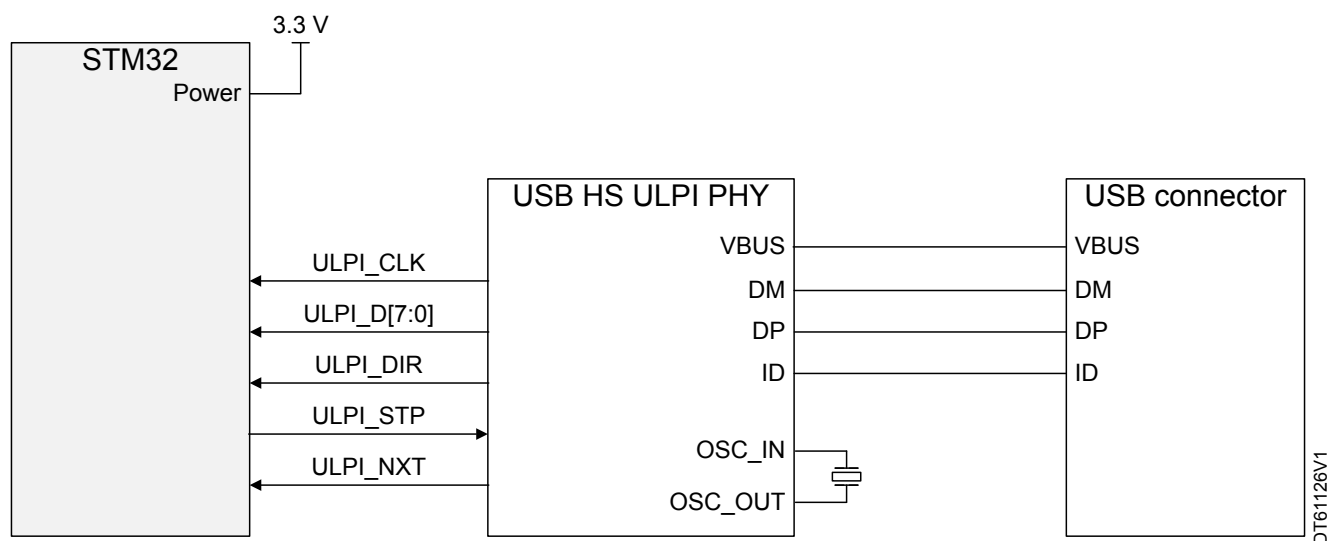 3.3 V
STM32
Power
USB HS ULPI PHY
USB connector
VBUS
VBUS
ULPI_CLK
DM
DM
ULPI_D[7:0]
DP
DP
ULPI_DIR
ID
ID
ULPI_STP
OSC_IN
ULPI_NXT
OSC_OUT
DT61126V1